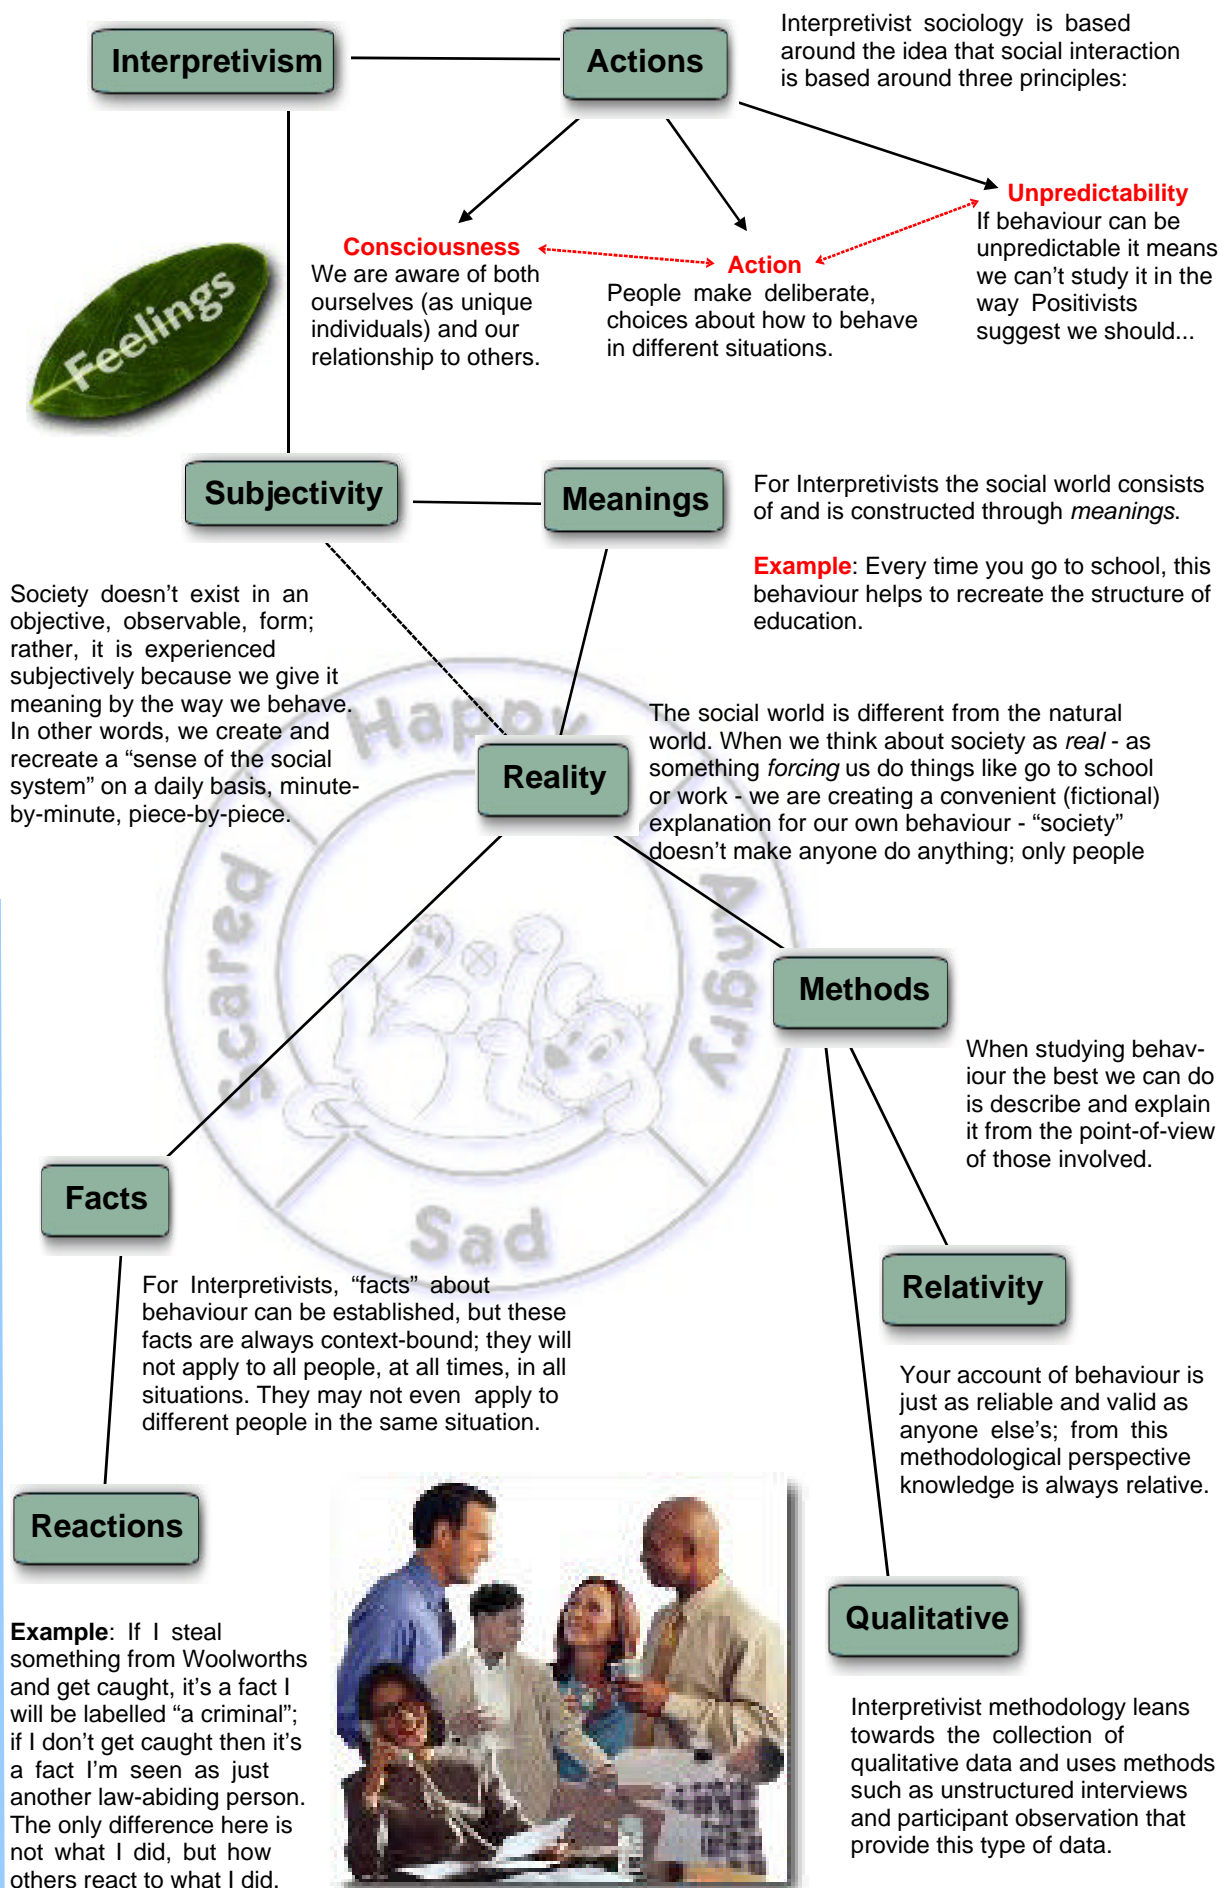 Interpretivism
Actions
Interpretivist sociology is based
around the idea that social interaction
is based around three principles:
Consciousness
We are aware of both
ourselves (as unique
individuals) and our
relationship to others.
Action
People make deliberate,
choices about how to behave
in different situations.
Unpredictability
If behaviour can be
unpredictable it means
we can't study it in the
way Positivists
suggest we should...
Feelings
Subjectivity
Meanings
For Interpretivists the social world consists
of and is constructed through meanings.
Example: Every time you go to school, this
behaviour helps to recreate the structure of
education.
Society doesn't exist in an
objective, observable, form;
rather, it is experienced
subjectively because we give it
meaning by the way we behave.
In other words, we create and
recreate a “sense of the social
system” on a daily basis, minute-
by-minute, piece-by-piece.
Happy
Scared
Angry
Sad
Reality
The social world is different from the natural
world. When we think about society as real - as
something forcing us do things like go to school
or work - we are creating a convenient (fictional)
explanation for our own behaviour - “society”
doesn't make anyone do anything; only people
Methods
When studying behav-
iour the best we can do
is describe and explain
it from the point-of-view
of those involved.
Facts
For Interpretivists, “facts” about
behaviour can be established, but these
facts are always context-bound; they will
not apply to all people, at all times, in all
situations. They may not even apply to
different people in the same situation.
Relativity
Your account of behaviour is
just as reliable and valid as
anyone else's; from this
methodological perspective
knowledge is always relative.
Reactions
Example: If I steal
something from Woolworths
and get caught, it's a fact I
will be labelled “a criminal”;
if I don't get caught then it's
a fact I'm seen as just
another law-abiding person.
The only difference here is
not what I did, but how
others react to what I did.
Qualitative
Interpretivist methodology leans
towards the collection of
qualitative data and uses methods
such as unstructured interviews
and participant observation that
provide this type of data.